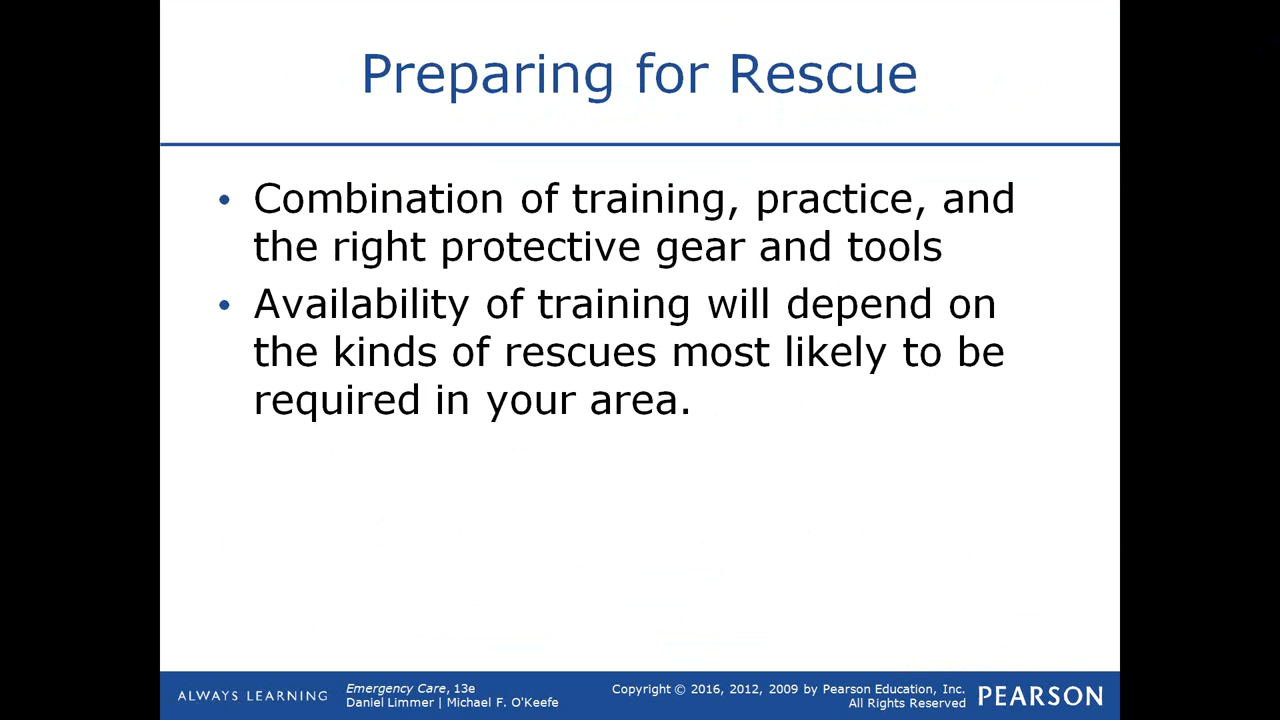 Preparing for Rescue
• Combination of training, practice, and
the right protective gear and tools
• Availability of training will depend on
the kinds of rescues most likely to be
required in your area.
ALWAYS LEARNING
Emergency Care, 13e
Daniel Limmer | Michael F. O'Keefe
Copyright © 2016, 2012, 2009 by Pearson Education, Inc.
All Rights Reserved
PEARSON